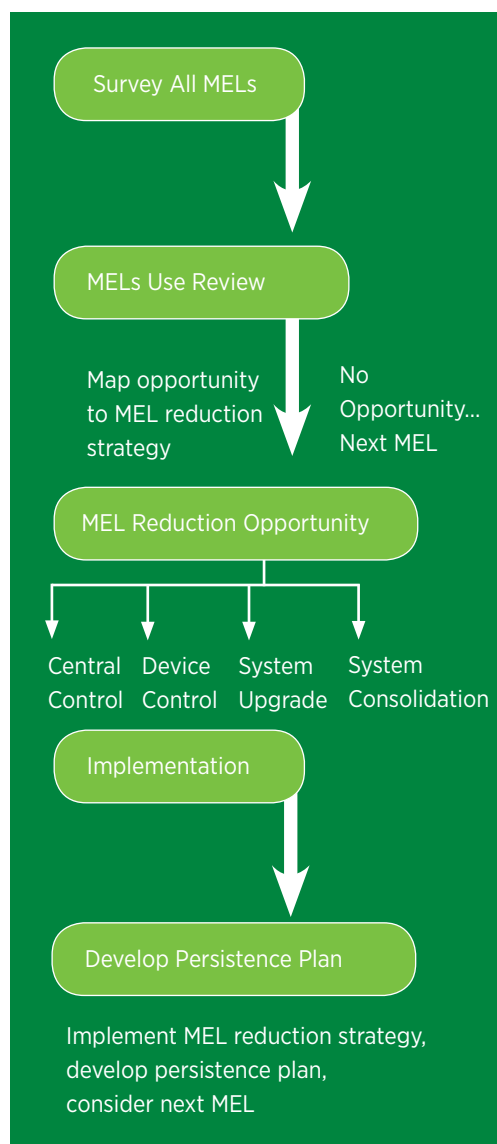 Survey All MELs
MELs Use Review
Map opportunity
to MEL reduction
strategy
No
Opportunity...
Next MEL
MEL Reduction Opportunity
Central
Control
Device
Control
System
Upgrade
System
Consolidation
Implementation
Develop Persistence Plan
Implement MEL reduction strategy,
develop persistence plan,
consider next MEL